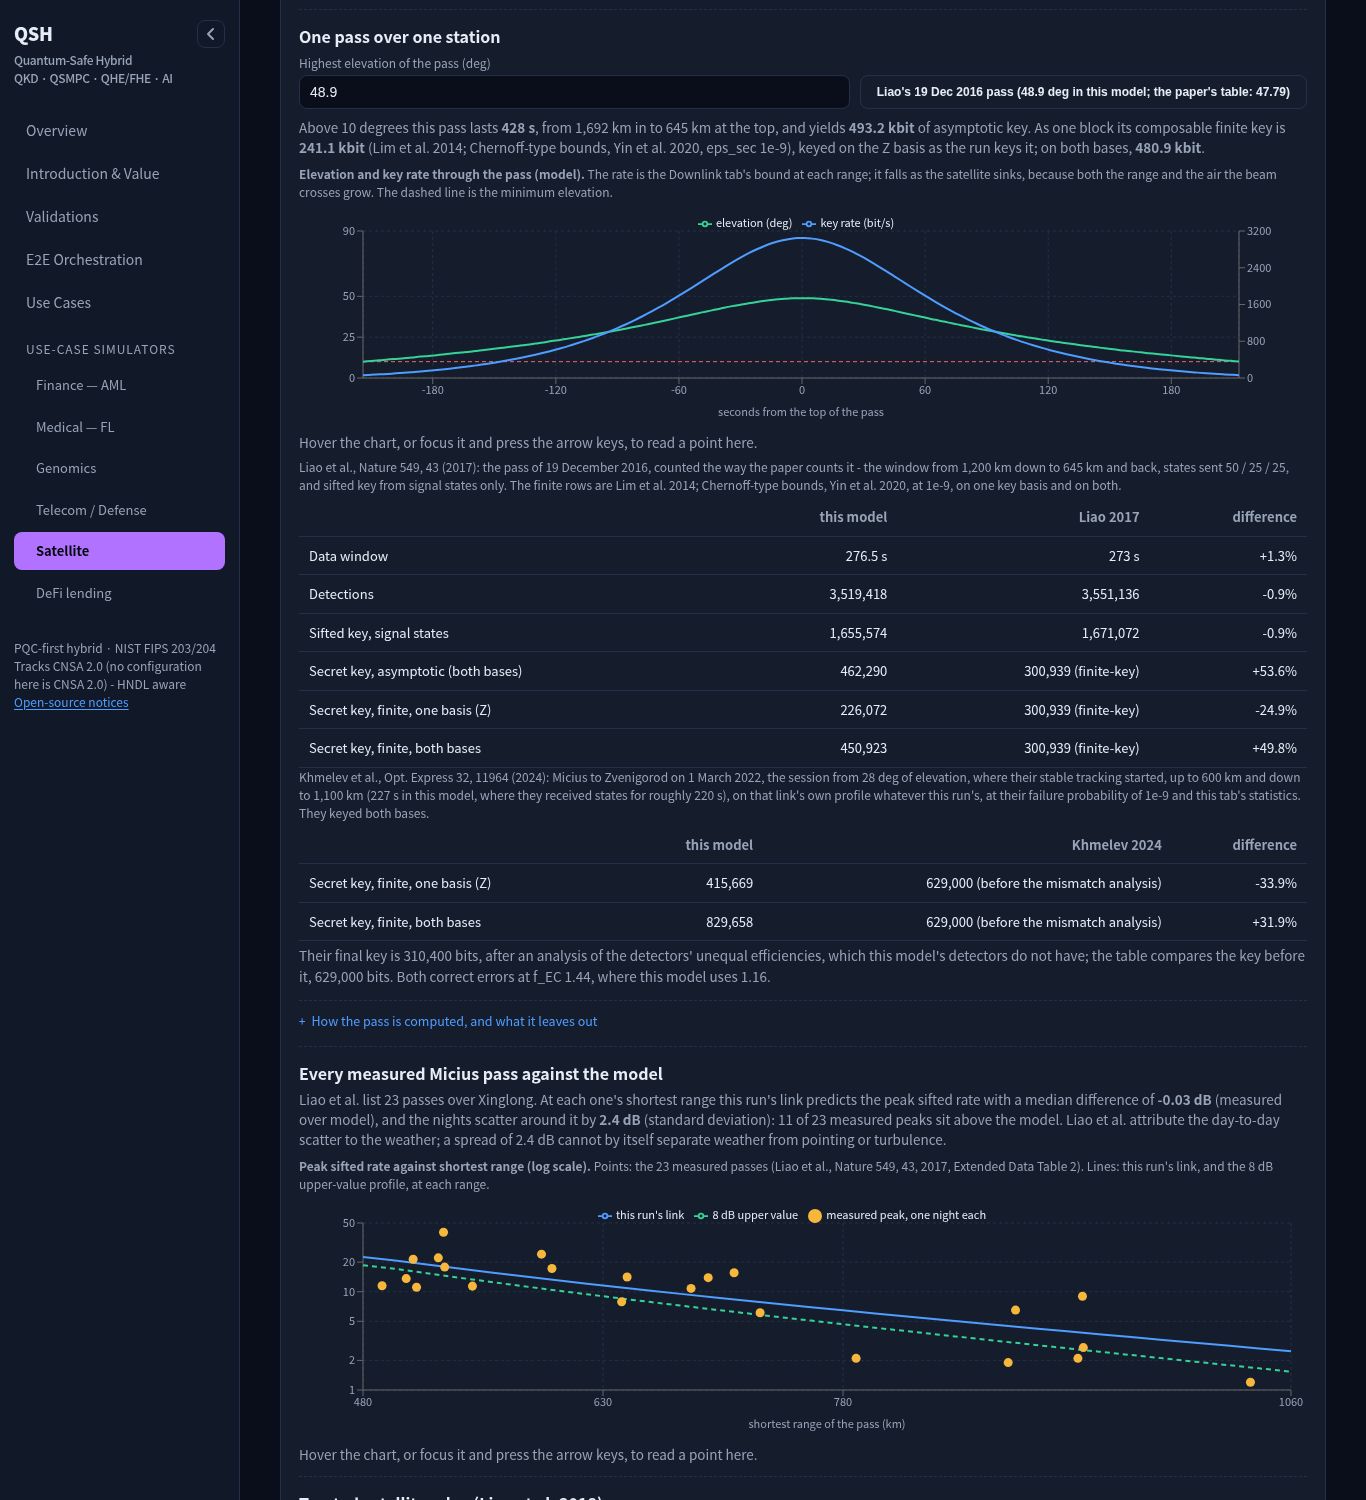 QSH
Quantum-Safe Hybrid
QKD · QSMPC · QHE/FHE · AI
Overview
Introduction & Value
Validations
E2E Orchestration
Use Cases
USE-CASE SIMULATORS
Finance — AML
Medical — FL
Genomics
Telecom / Defense
Satellite
DeFi lending
PQC-first hybrid · NIST FIPS 203/204
Tracks CNSA 2.0 (no configuration
here is CNSA 2.0) - HNDL aware
Open-source notices
One pass over one station
Highest elevation of the pass (deg)
48.9
Liao's 19 Dec 2016 pass (48.9 deg in this model; the paper's table: 47.79)
Above 10 degrees this pass lasts 428 s, from 1,692 km in to 645 km at the top, and yields 493.2 kbit of asymptotic key. As one block its composable finite key is
241.1 kbit (Lim et al. 2014; Chernoff-type bounds, Yin et al. 2020, eps_sec 1e-9), keyed on the Z basis as the run keys it; on both bases, 480.9 kbit.
Elevation and key rate through the pass (model). The rate is the Downlink tab's bound at each range; it falls as the satellite sinks, because both the range and the air the beam
crosses grow. The dashed line is the minimum elevation.
elevation (deg) key rate (bit/s)
90 3200
2400
50 1600
25 800
0 0
-180 -120 -60 0 60 120 180
seconds from the top of the pass
Hover the chart, or focus it and press the arrow keys, to read a point here.
Liao et al., Nature 549, 43 (2017): the pass of 19 December 2016, counted the way the paper counts it - the window from 1,200 km down to 645 km and back, states sent 50 / 25 / 25,
and sifted key from signal states only. The finite rows are Lim et al. 2014; Chernoff-type bounds, Yin et al. 2020, at 1e-9, on one key basis and on both.
this model Liao 2017 difference
Data window 276.5 s 273 s +1.3%
Detections 3,519,418 3,551,136 -0.9%
Sifted key, signal states 1,655,574 1,671,072 -0.9%
Secret key, asymptotic (both bases) 462,290 300,939 (finite-key) +53.6%
Secret key, finite, one basis (Z) 226,072 300,939 (finite-key) -24.9%
Secret key, finite, both bases 450,923 300,939 (finite-key) +49.8%
Khmelev et al., Opt. Express 32, 11964 (2024): Micius to Zvenigorod on 1 March 2022, the session from 28 deg of elevation, where their stable tracking started, up to 600 km and down
to 1,100 km (227 s in this model, where they received states for roughly 220 s), on that link's own profile whatever this run's, at their failure probability of 1e-9 and this tab's statistics.
They keyed both bases.
this model Khmelev 2024 difference
Secret key, finite, one basis (Z) 415,669 629,000 (before the mismatch analysis) -33.9%
Secret key, finite, both bases 829,658 629,000 (before the mismatch analysis) +31.9%
Their final key is 310,400 bits, after an analysis of the detectors' unequal efficiencies, which this model's detectors do not have; the table compares the key before
it, 629,000 bits. Both correct errors at f_EC 1.44, where this model uses 1.16.
+ How the pass is computed, and what it leaves out
Every measured Micius pass against the model
Liao et al. list 23 passes over Xinglong. At each one's shortest range this run's link predicts the peak sifted rate with a median difference of -0.03 dB (measured
over model), and the nights scatter around it by 2.4 dB (standard deviation): 11 of 23 measured peaks sit above the model. Liao et al. attribute the day-to-day
scatter to the weather; a spread of 2.4 dB cannot by itself separate weather from pointing or turbulence.
Peak sifted rate against shortest range (log scale). Points: the 23 measured passes (Liao et al., Nature 549, 43, 2017, Extended Data Table 2). Lines: this run's link, and the 8 dB
upper-value profile, at each range.
this run's link 8 dB upper value measured peak, one night each
50
20
10
5
2
1
480 630 780 1060
shortest range of the pass (km)
Hover the chart, or focus it and press the arrow keys, to read a point here.